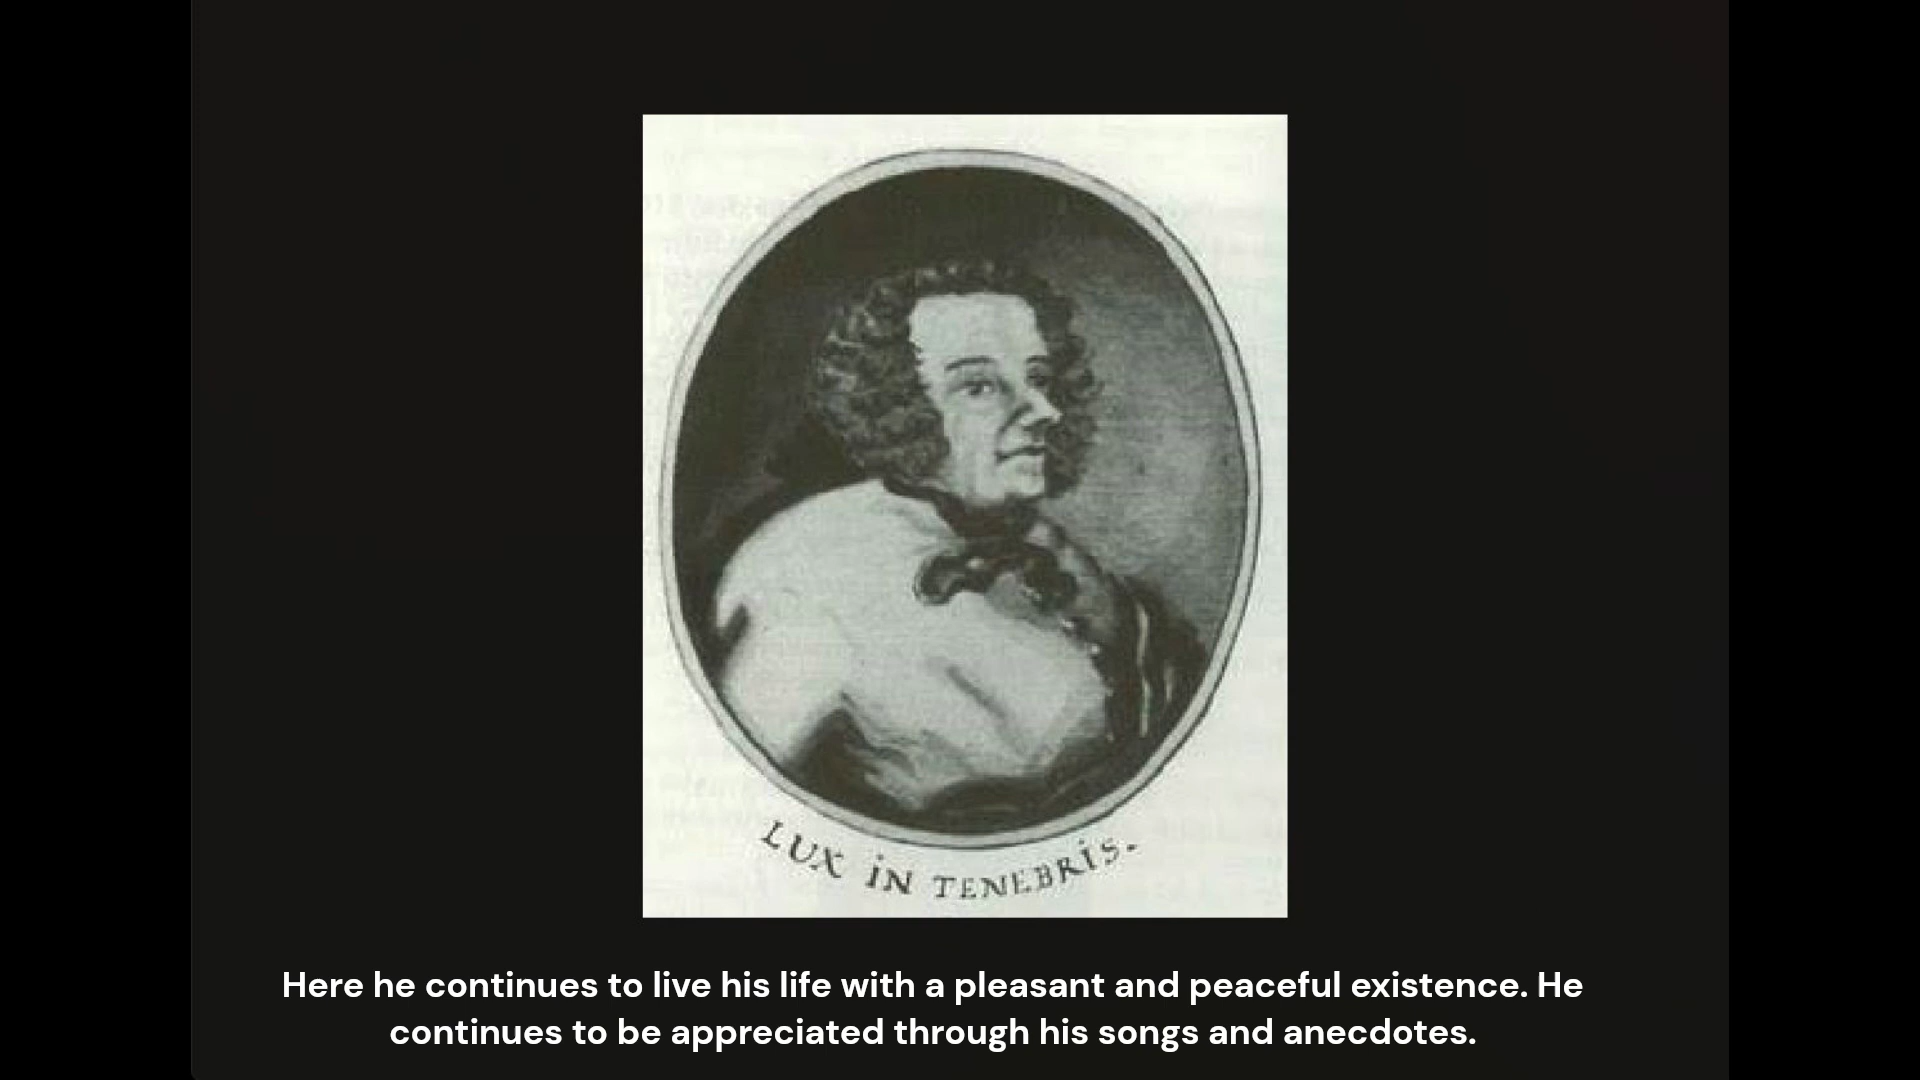 LUX iN TENEBRiS.
Here he continues to live his life with a pleasant and peaceful existence. He
continues to be appreciated through his songs and anecdotes.